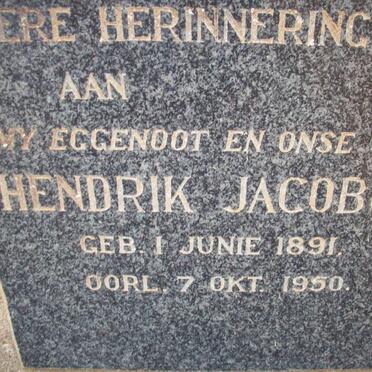 ERE HERINNERING
AAN
MY EGGENOOT EN ONSE
HENDRIK JACOB
GEB. 1 JUNIE 1891.
OORL. 7 OKT. 1950.